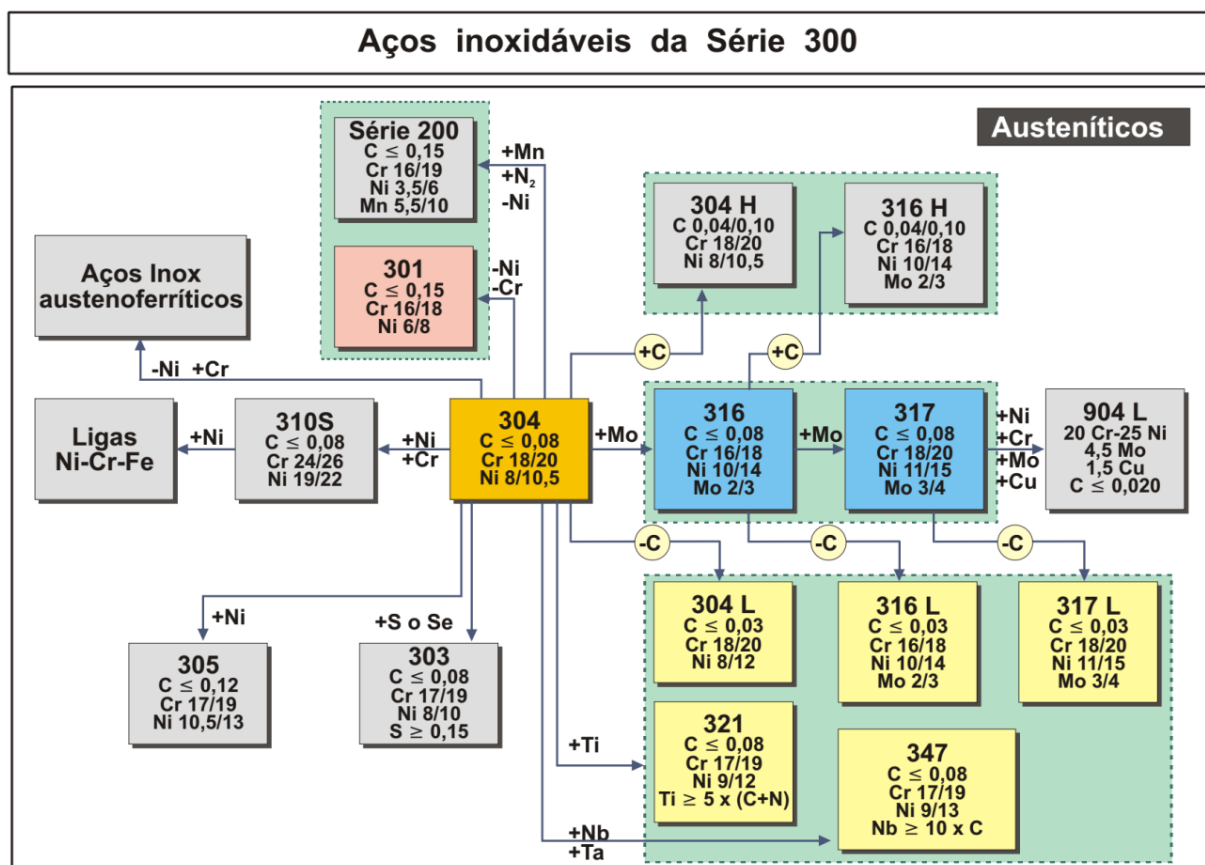 Aços inoxidáveis da Série 300
Austeníticos
Série 200
C ≤ 0,15
Cr 16/19
Ni 3,5/6
Mn 5,5/10
+Mn
+N₂
-Ni
301
C ≤ 0,15
Cr 16/18
Ni 6/8
-Ni
-Cr
304 H
C 0,04/0,10
Cr 18/20
Ni 8/10,5
316 H
C 0,04/0,10
Cr 16/18
Ni 10/14
Mo 2/3
Aços Inox
austenoferríticos
-Ni +Cr
+C
+C
Ligas
Ni-Cr-Fe
+Ni
310S
C ≤ 0,08
Cr 24/26
Ni 19/22
+Ni
+Cr
304
C ≤ 0,08
Cr 18/20
Ni 8/10,5
+Mo
316
C ≤ 0,08
Cr 16/18
Ni 10/14
Mo 2/3
+Mo
317
C ≤ 0,08
Cr 18/20
Ni 11/15
Mo 3/4
+Ni
+Cr
+Mo
+Cu
904 L
20 Cr-25 Ni
4,5 Mo
1,5 Cu
C ≤ 0,020
-C
-C
-C
+Ni
305
C ≤ 0,12
Cr 17/19
Ni 10,5/13
+S o Se
303
C ≤ 0,08
Cr 17/19
Ni 8/10
S ≥ 0,15
304 L
C ≤ 0,03
Cr 18/20
Ni 8/12
316 L
C ≤ 0,03
Cr 16/18
Ni 10/14
Mo 2/3
317 L
C ≤ 0,03
Cr 18/20
Ni 11/15
Mo 3/4
+Ti
321
C ≤ 0,08
Cr 17/19
Ni 9/12
Ti ≥ 5 x (C+N)
+Nb
+Ta
347
C ≤ 0,08
Cr 17/19
Ni 9/13
Nb ≥ 10 x C